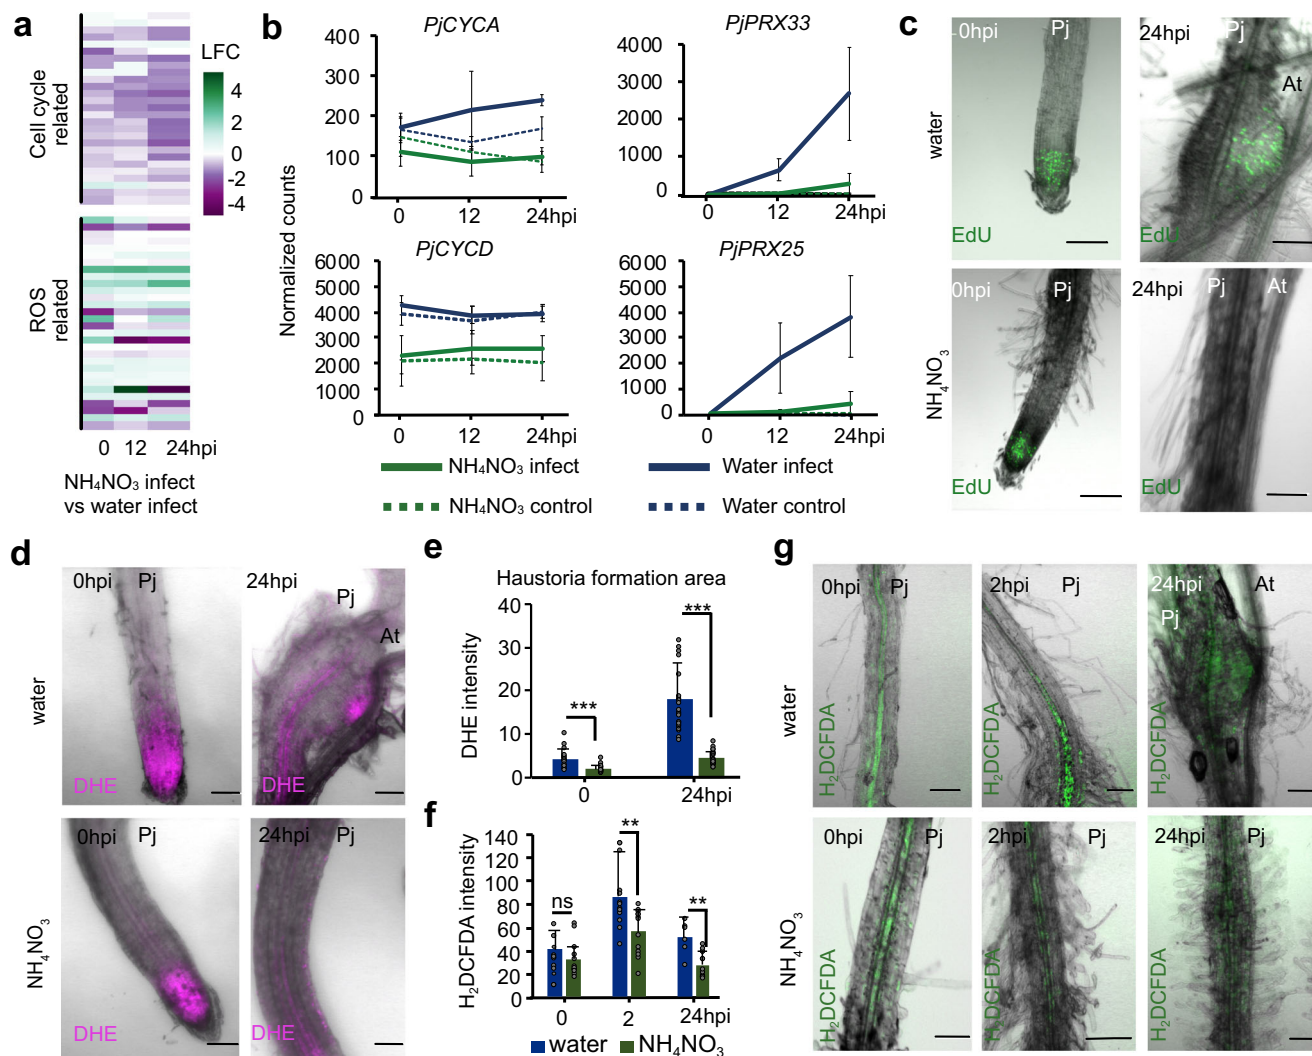 a
Cell cycle
related
ROS
related
LFC
4
2
0
-2
-4
0 12 24hpi
NH₄NO₃ infect
vs water infect
b
Normalized counts
PjCYCA
400
300
200
100
0
0 12 24hpi
PjPRX33
4000
3000
2000
1000
0
0 12 24hpi
PjCYCD
6000
5000
4000
3000
2000
1000
0
0 12 24hpi
PjPRX25
6000
5000
4000
3000
2000
1000
0
0 12 24hpi
NH₄NO₃ infect
Water infect
NH₄NO₃ control
Water control
c
water
0hpi Pj
EdU
24hpi Pj
At
NH₄NO₃
0hpi Pj
EdU
24hpi Pj At
EdU
d
water
0hpi Pj
DHE
24hpi
Pj
At
NH₄NO₃
0hpi Pj
DHE
24hpi Pj
DHE
e
Haustoria formation area
DHE intensity
40
30
20
10
0
***
***
0 24hpi
f
H₂DCFDA intensity
140
120
100
80
60
40
20
0
ns
**
**
0 2 24hpi
water NH₄NO₃
g
water
0hpi Pj
H₂DCFDA
2hpi Pj
H₂DCFDA
24hpi At
Pj
H₂DCFDA
NH₄NO₃
0hpi Pj
H₂DCFDA
2hpi Pj
H₂DCFDA
24hpi Pj
H₂DCFDA